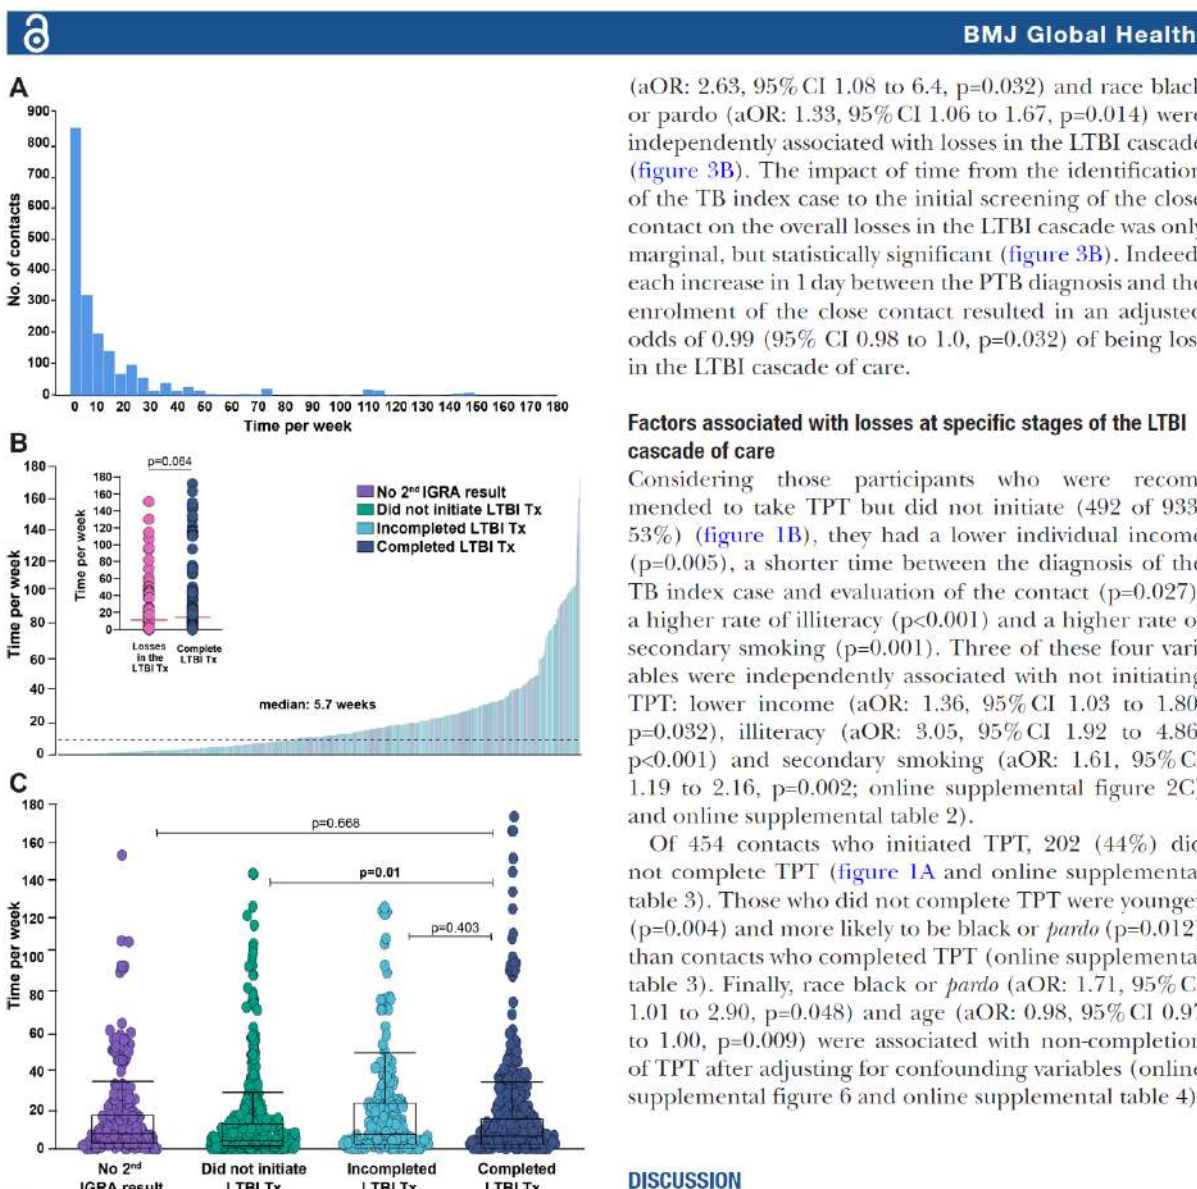 BMJ Global Health
A
900
800
700
600
500
400
300
200
100
0
No. of contacts
0 10 20 30 40 50 60 70 80 90 100 110 120 130 140 150 160 170 180
Time per week
B
180
160
140
120
100
80
60
40
20
0
Time per week
p=0.064
180
160
140
120
100
80
60
40
20
0
Time per week
Losses
in the
LTBI Tx
Complete
LTBI Tx
No 2nd IGRA result
Did not initiate LTBI Tx
Incompleted LTBI Tx
Completed LTBI Tx
median: 5.7 weeks
C
180
160
140
120
100
80
60
40
20
0
Time per week
p=0.668
p=0.01
p=0.403
No 2nd
IGRA result
Did not initiate
LTBI Tx
Incompleted
LTBI Tx
Completed
LTBI Tx
(aOR: 2.63, 95% CI 1.08 to 6.4, p=0.032) and race black
or pardo (aOR: 1.33, 95% CI 1.06 to 1.67, p=0.014) were
independently associated with losses in the LTBI cascade
(figure 3B). The impact of time from the identification
of the TB index case to the initial screening of the close
contact on the overall losses in the LTBI cascade was only
marginal, but statistically significant (figure 3B). Indeed,
each increase in 1 day between the PTB diagnosis and the
enrolment of the close contact resulted in an adjusted
odds of 0.99 (95% CI 0.98 to 1.0, p=0.032) of being lost
in the LTBI cascade of care.
Factors associated with losses at specific stages of the LTBI
cascade of care
Considering those participants who were recom
mended to take TPT but did not initiate (492 of 933,
53%) (figure 1B), they had a lower individual income
(p=0.005), a shorter time between the diagnosis of the
TB index case and evaluation of the contact (p=0.027),
a higher rate of illiteracy (p<0.001) and a higher rate of
secondary smoking (p=0.001). Three of these four vari
ables were independently associated with not initiating
TPT: lower income (aOR: 1.36, 95% CI 1.03 to 1.80,
p=0.032), illiteracy (aOR: 3.05, 95% CI 1.92 to 4.86,
p<0.001) and secondary smoking (aOR: 1.61, 95% CI
1.19 to 2.16, p=0.002; online supplemental figure 2C)
and online supplemental table 2).
Of 454 contacts who initiated TPT, 202 (44%) did
not complete TPT (figure 1A and online supplemental
table 3). Those who did not complete TPT were younger
(p=0.004) and more likely to be black or pardo (p=0.012)
than contacts who completed TPT (online supplemental
table 3). Finally, race black or pardo (aOR: 1.71, 95% CI
1.01 to 2.90, p=0.048) and age (aOR: 0.98, 95% CI 0.97
to 1.00, p=0.009) were associated with non-completion
of TPT after adjusting for confounding variables (online
supplemental figure 6 and online supplemental table 4)
DISCUSSION